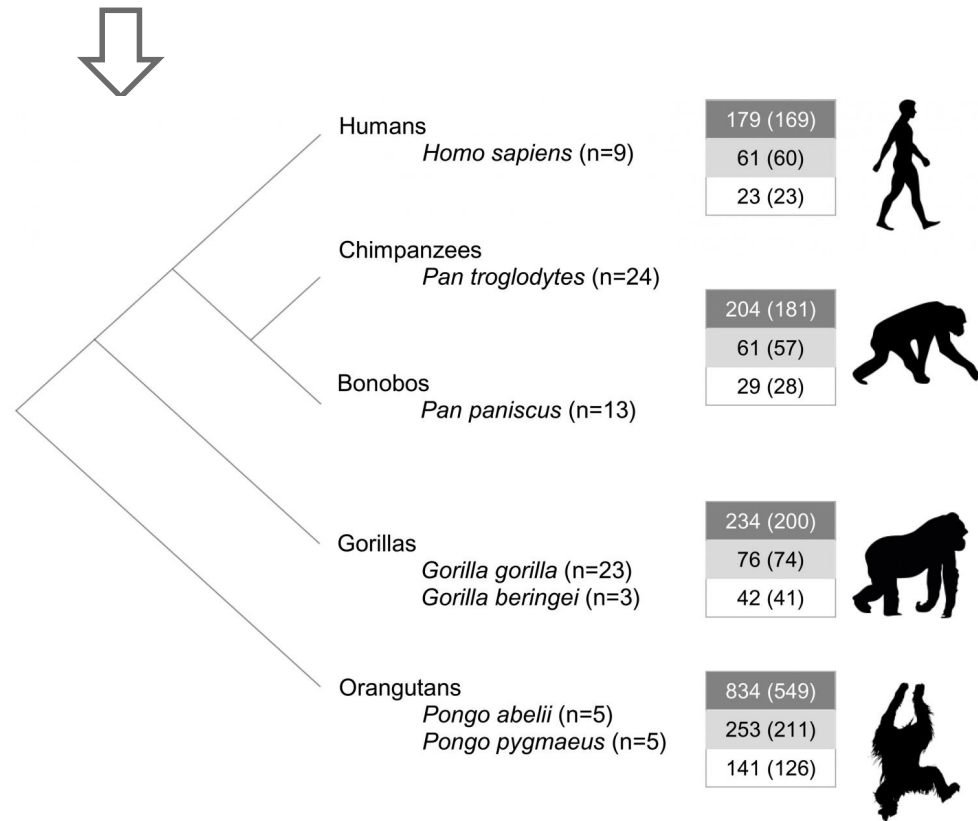 Humans
Homo sapiens (n=9)
179 (169)
61 (60)
23 (23)
Chimpanzees
Pan troglodytes (n=24)
204 (181)
61 (57)
29 (28)
Bonobos
Pan paniscus (n=13)
Gorillas
Gorilla gorilla (n=23)
Gorilla beringei (n=3)
234 (200)
76 (74)
42 (41)
Orangutans
Pongo abelii (n=5)
Pongo pygmaeus (n=5)
834 (549)
253 (211)
141 (126)